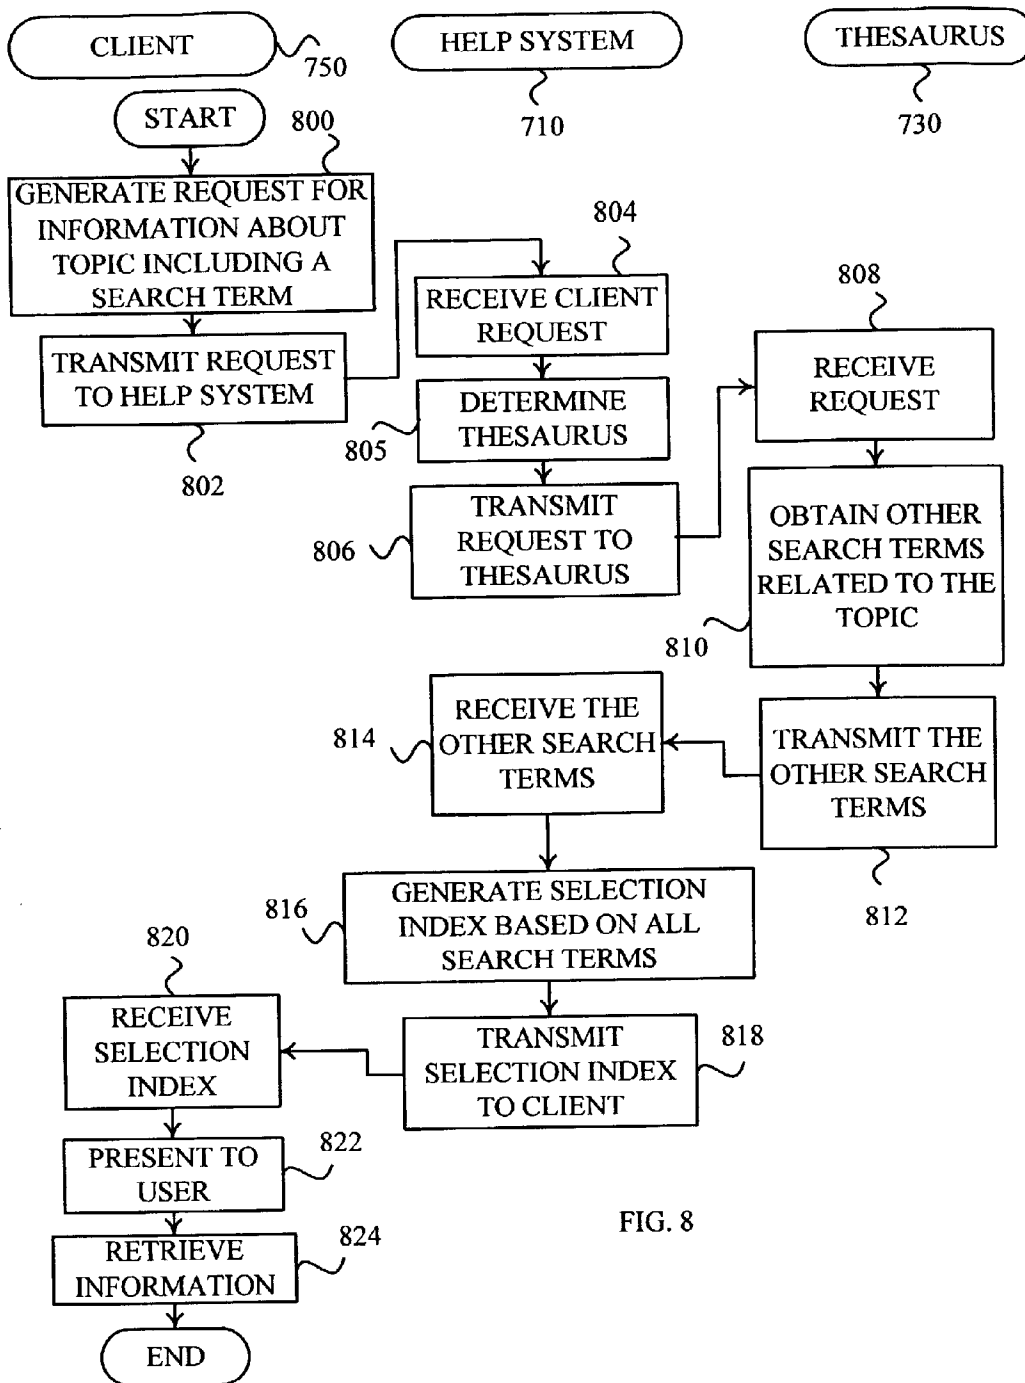 CLIENT
750
HELP SYSTEM
710
THESAURUS
730
START
800
GENERATE REQUEST FOR
INFORMATION ABOUT
TOPIC INCLUDING A
SEARCH TERM
TRANSMIT REQUEST
TO HELP SYSTEM
802
804
RECEIVE CLIENT
REQUEST
DETERMINE
THESAURUS
805
TRANSMIT
REQUEST TO
THESAURUS
806
808
RECEIVE
REQUEST
OBTAIN OTHER
SEARCH TERMS
RELATED TO THE
TOPIC
810
TRANSMIT THE
OTHER SEARCH
TERMS
812
RECEIVE THE
OTHER SEARCH
TERMS
814
GENERATE SELECTION
INDEX BASED ON ALL
SEARCH TERMS
816
TRANSMIT
SELECTION INDEX
TO CLIENT
818
820
RECEIVE
SELECTION
INDEX
PRESENT TO
USER
822
RETRIEVE
INFORMATION
824
END
FIG. 8